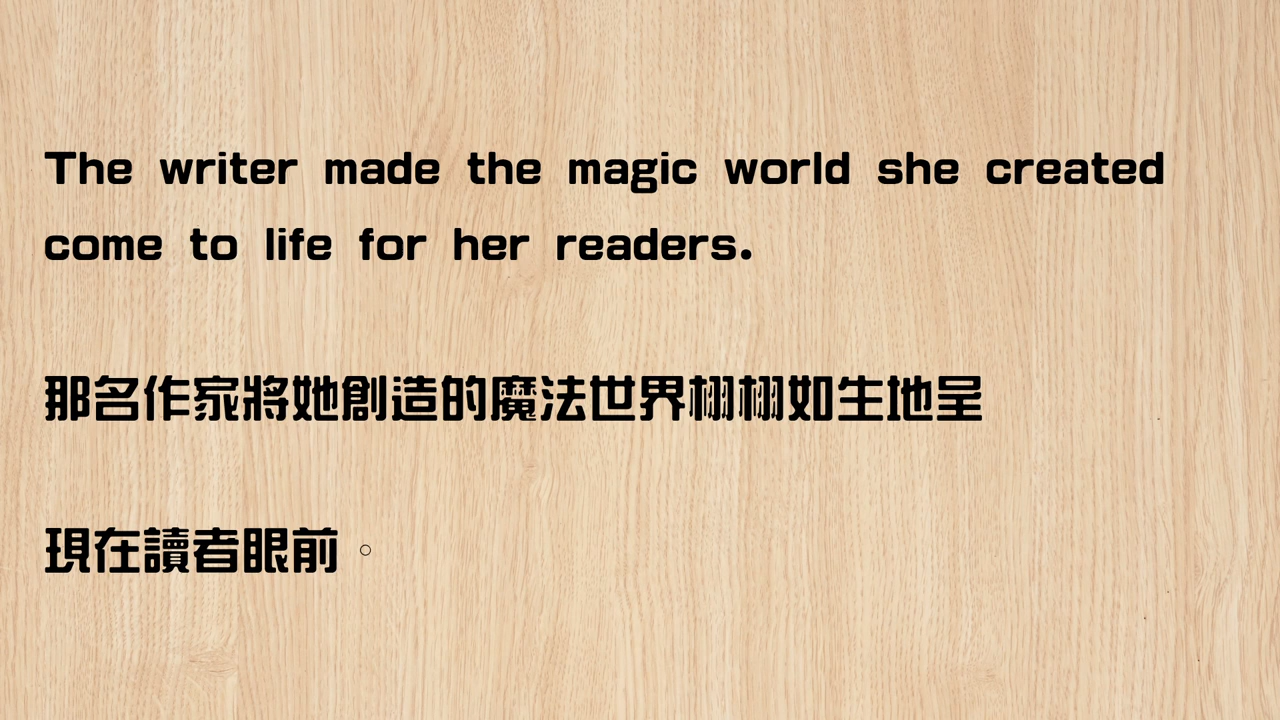 The writer made the magic world she created
come to life for her readers.
那名作家將她創造的魔法世界栩栩如生地呈
現在讀者眼前。